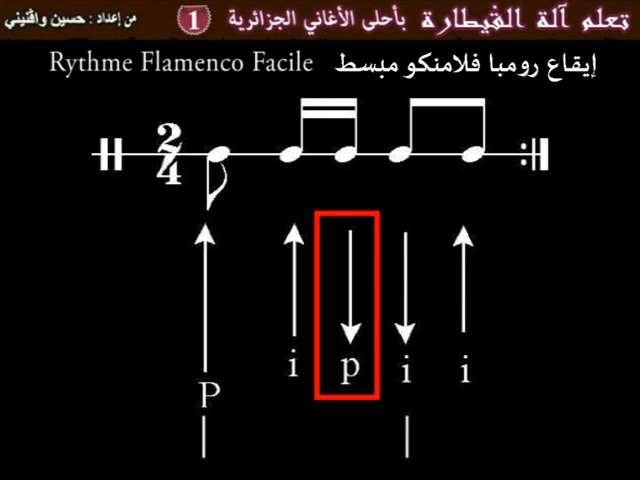 تعلم آلة القيطارة بأحلى الأغاني الجزائرية 1 من إعداد : حسين واقنيني
Rythme Flamenco Facile إيقاع رومبا فلامنكو مبسط
2
4
P i p i i